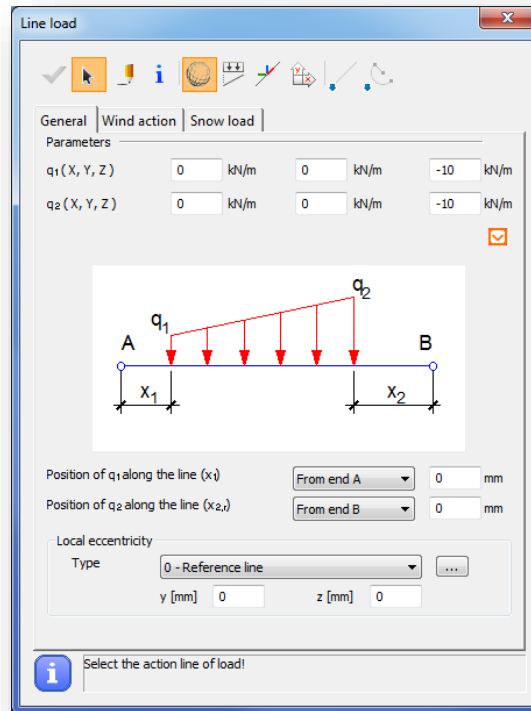 Line load
General Wind action Snow load
Parameters
q₁(X, Y, Z) 0 kN/m 0 kN/m -10 kN/m
q₂(X, Y, Z) 0 kN/m 0 kN/m -10 kN/m
q₂
q₁
A B
x₁ x₂
Position of q₁ along the line (x₁) From end A 0 mm
Position of q₂ along the line (x₂,r) From end B 0 mm
Local eccentricity
Type 0 - Reference line ...
y [mm] 0 z [mm] 0
Select the action line of load!